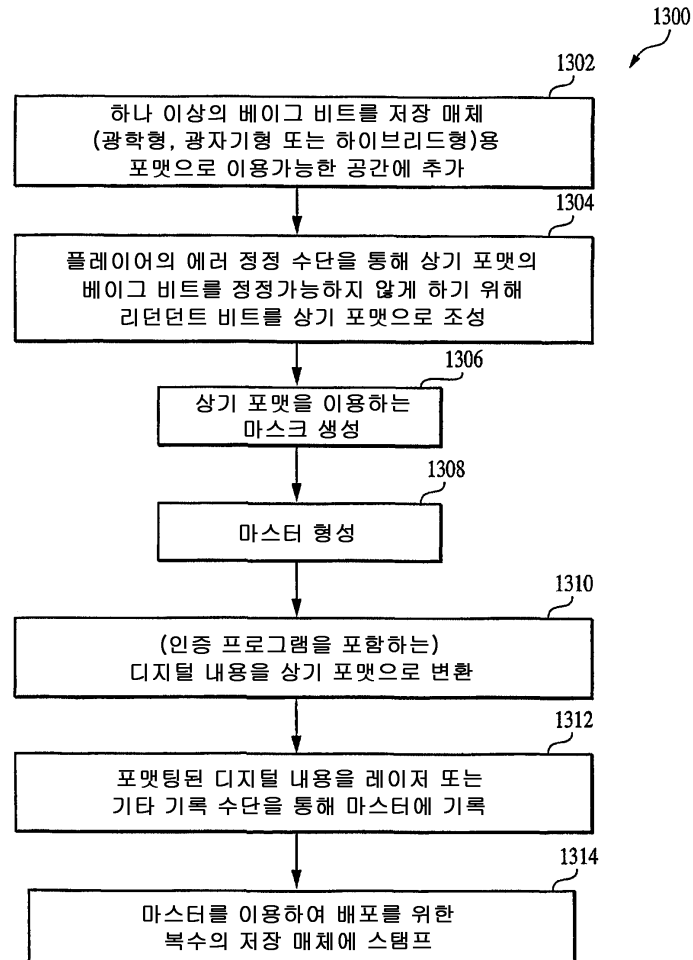 1300
1302
하나 이상의 베이그 비트를 저장 매체
(광학형, 광자기형 또는 하이브리드형)용
포맷으로 이용가능한 공간에 추가
1304
플레이어의 에러 정정 수단을 통해 상기 포맷의
베이그 비트를 정정가능하지 않게 하기 위해
리던던트 비트를 상기 포맷으로 조성
1306
상기 포맷을 이용하는
마스크 생성
1308
마스터 형성
1310
(인증 프로그램을 포함하는)
디지털 내용을 상기 포맷으로 변환
1312
포맷팅된 디지털 내용을 레이저 또는
기타 기록 수단을 통해 마스터에 기록
1314
마스터를 이용하여 배포를 위한
복수의 저장 매체에 스탬프